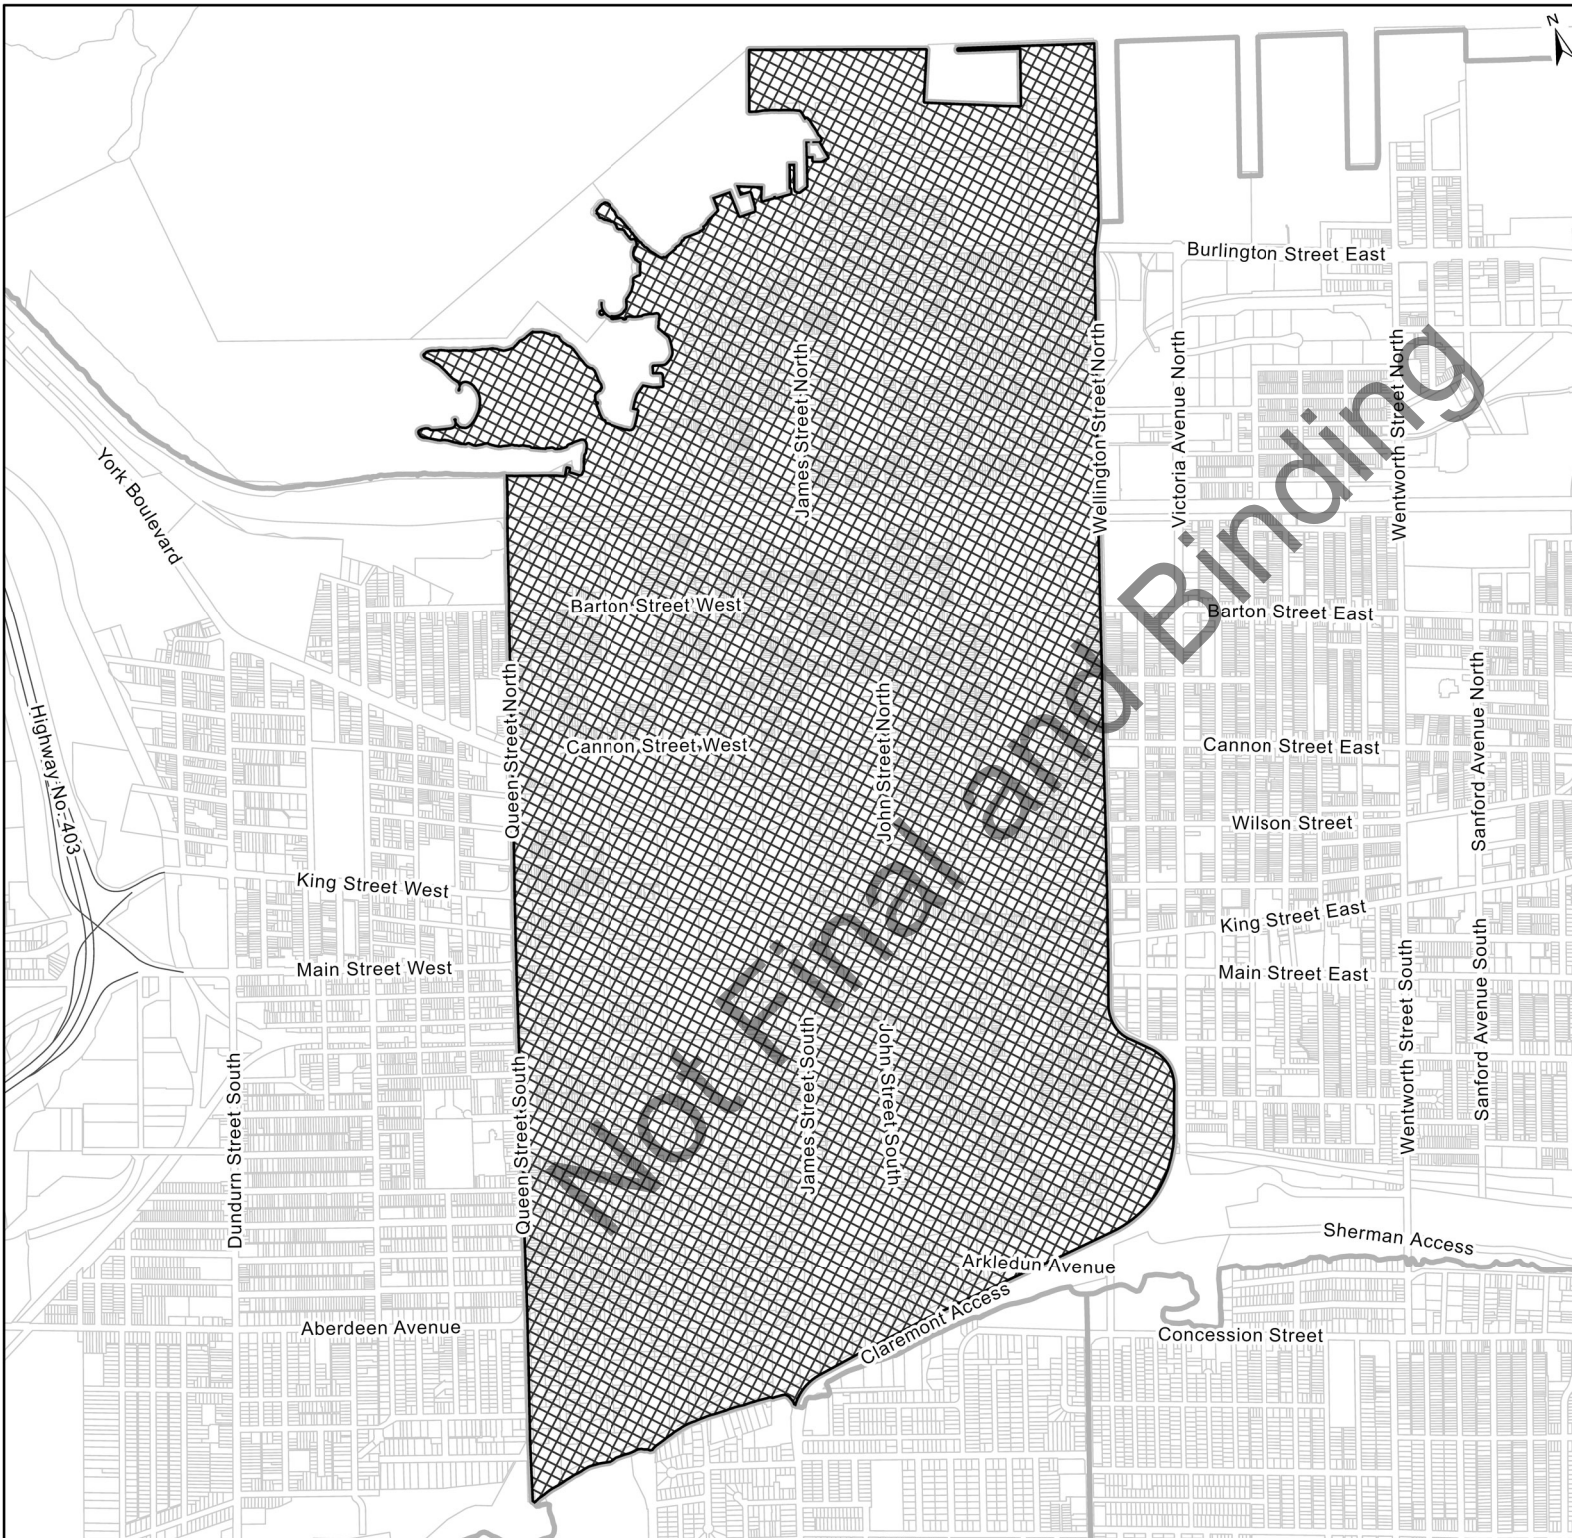 N
Burlington Street East
James Street North
Wellington Street North
Victoria Avenue North
Wentworth Street North
York Boulevard
Barton Street West
Barton Street East
Queen Street North
John Street North
Sanford Avenue North
Highway No. 403
Cannon Street West
Cannon Street East
Wilson Street
King Street West
King Street East
Main Street West
Main Street East
Not Final and Binding
Dundurn Street South
Queen Street South
James Street South
John Street South
Wentworth Street South
Sanford Avenue South
Sherman Access
Arkledun Avenue
Claremont Access
Aberdeen Avenue
Concession Street